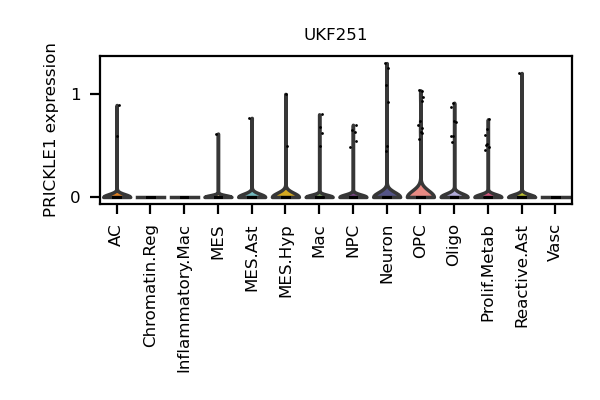 UKF251
PRICKLE1 expression
1
0
AC
Chromatin.Reg
Inflammatory.Mac
MES
MES.Ast
MES.Hyp
Mac
NPC
Neuron
OPC
Oligo
Prolif.Metab
Reactive.Ast
Vasc